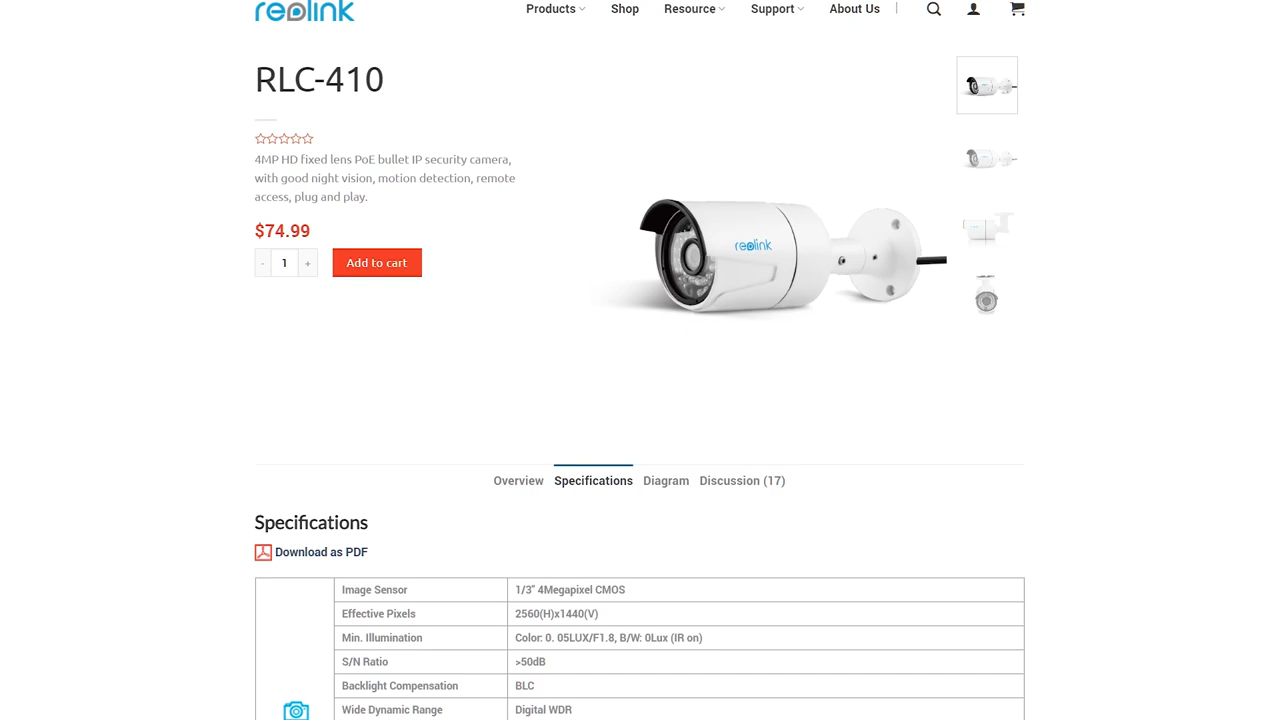 reolink
Products Shop Resource Support About Us |
RLC-410
4MP HD fixed lens PoE bullet IP security camera,
with good night vision, motion detection, remote
access, plug and play.
$74.99
- 1 + Add to cart
reolink
Overview Specifications Diagram Discussion (17)
Specifications
Download as PDF
Image Sensor 1/3" 4Megapixel CMOS
Effective Pixels 2560(H)x1440(V)
Min. Illumination Color: 0. 05LUX/F1.8, B/W: 0Lux (IR on)
S/N Ratio >50dB
Backlight Compensation BLC
Wide Dynamic Range Digital WDR